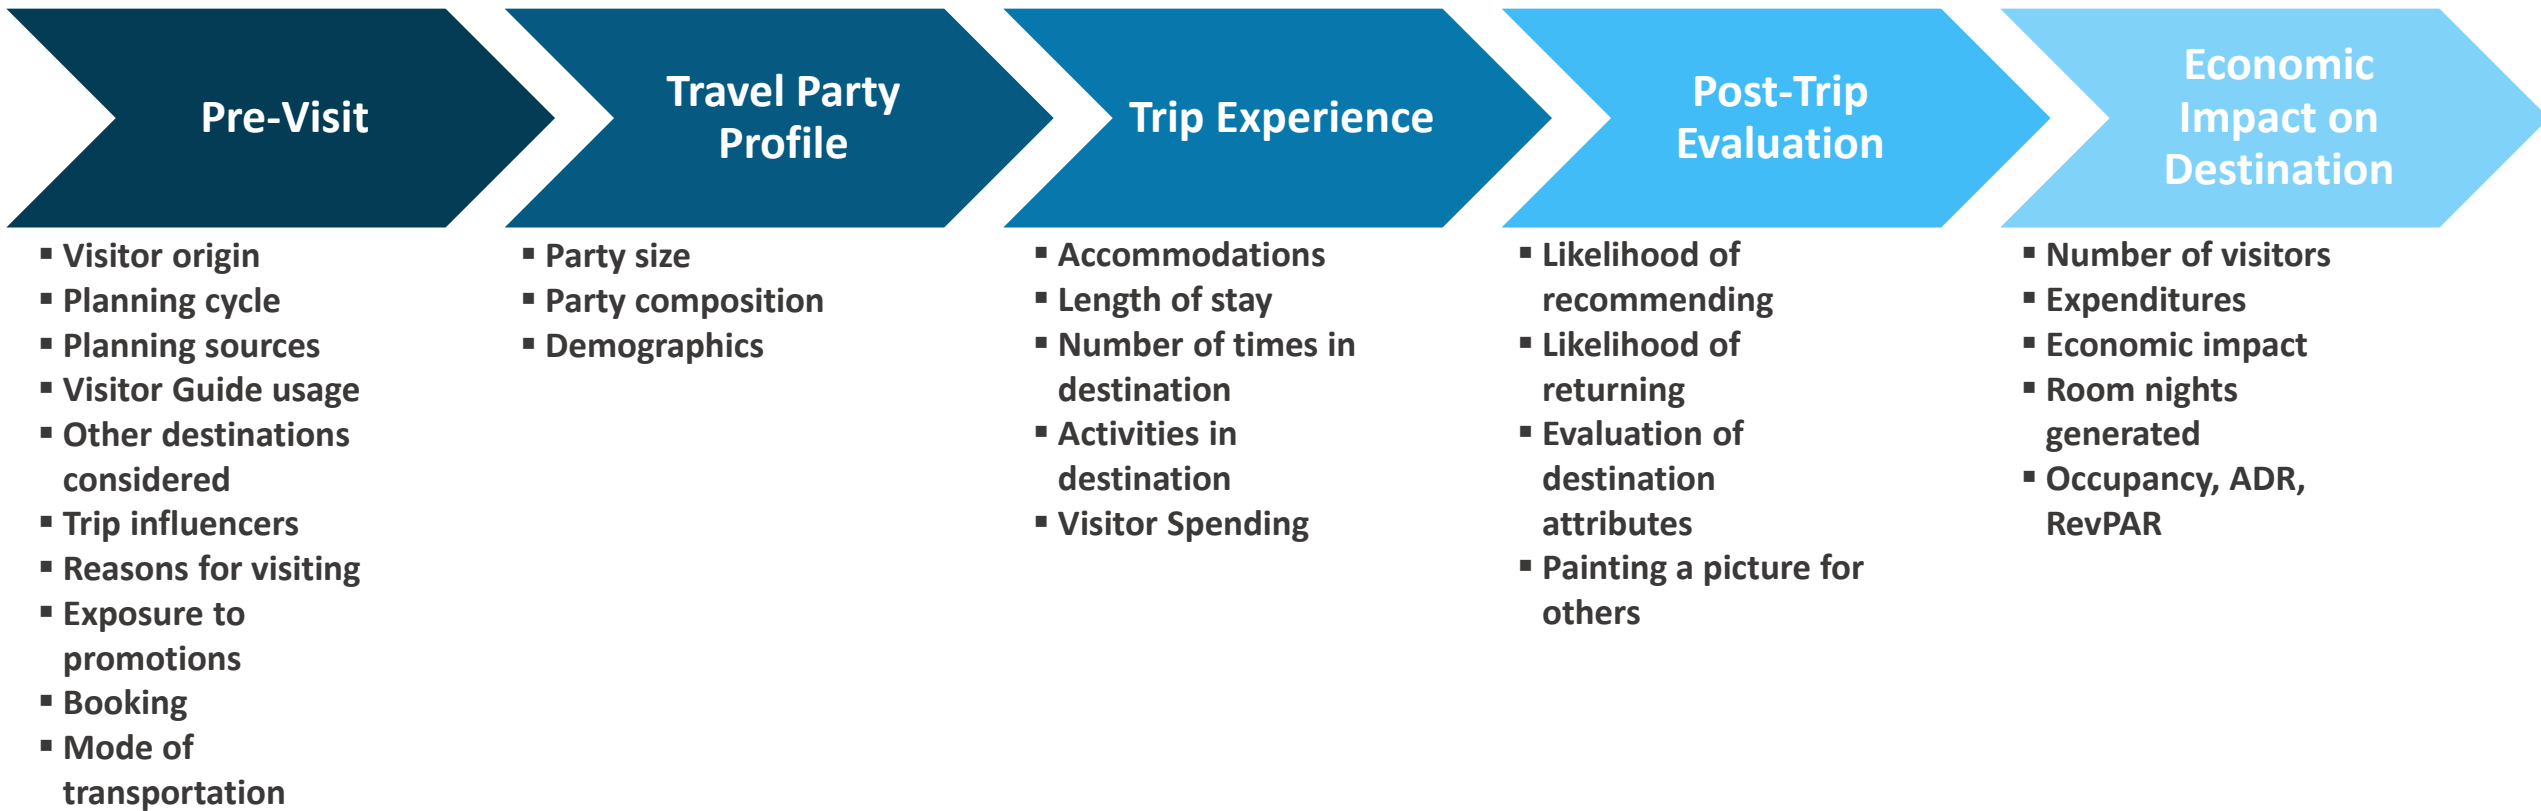 Pre-Visit
▪ Visitor origin
▪ Planning cycle
▪ Planning sources
▪ Visitor Guide usage
▪ Other destinations
considered
▪ Trip influencers
▪ Reasons for visiting
▪ Exposure to
promotions
▪ Booking
▪ Mode of
transportation
Travel Party
Profile
▪ Party size
▪ Party composition
▪ Demographics
Trip Experience
▪ Accommodations
▪ Length of stay
▪ Number of times in
destination
▪ Activities in
destination
▪ Visitor Spending
Post-Trip
Evaluation
▪ Likelihood of
recommending
▪ Likelihood of
returning
▪ Evaluation of
destination
attributes
▪ Painting a picture for
others
Economic
Impact on
Destination
▪ Number of visitors
▪ Expenditures
▪ Economic impact
▪ Room nights
generated
▪ Occupancy, ADR,
RevPAR